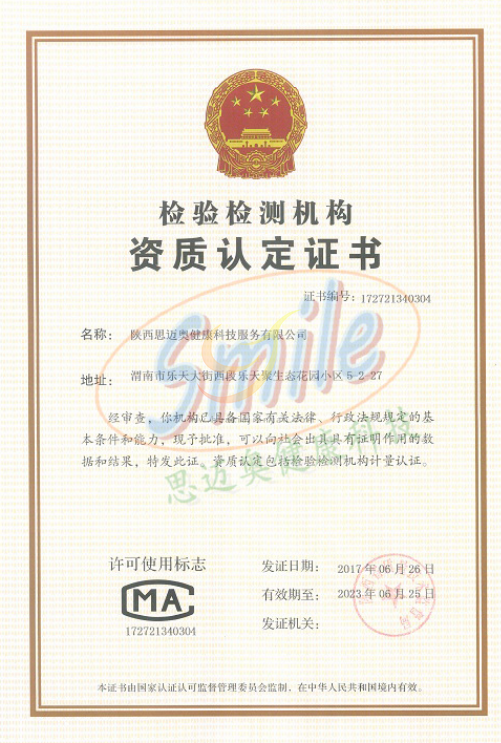 检验检测机构
资质认定证书
证书编号：172721340304
名称：陕西思迈奥健康科技服务有限公司
地址：渭南市乐天大街西段乐天聚生态花园小区5-2-27
Smile
经审查，你机构已具备国家有关法律、行政法规规定的基
本条件和能力，现予批准，可以向社会出具具有证明作用的数
据和结果，特发此证。资质认定包括检验检测机构计量认证。
思迈奥健康科技
许可使用标志
MA
172721340304
发证日期：2017年06月26日
有效期至：2023年06月25日
发证机关：
本证书由国家认证认可监督管理委员会监制，在中华人民共和国境内有效。